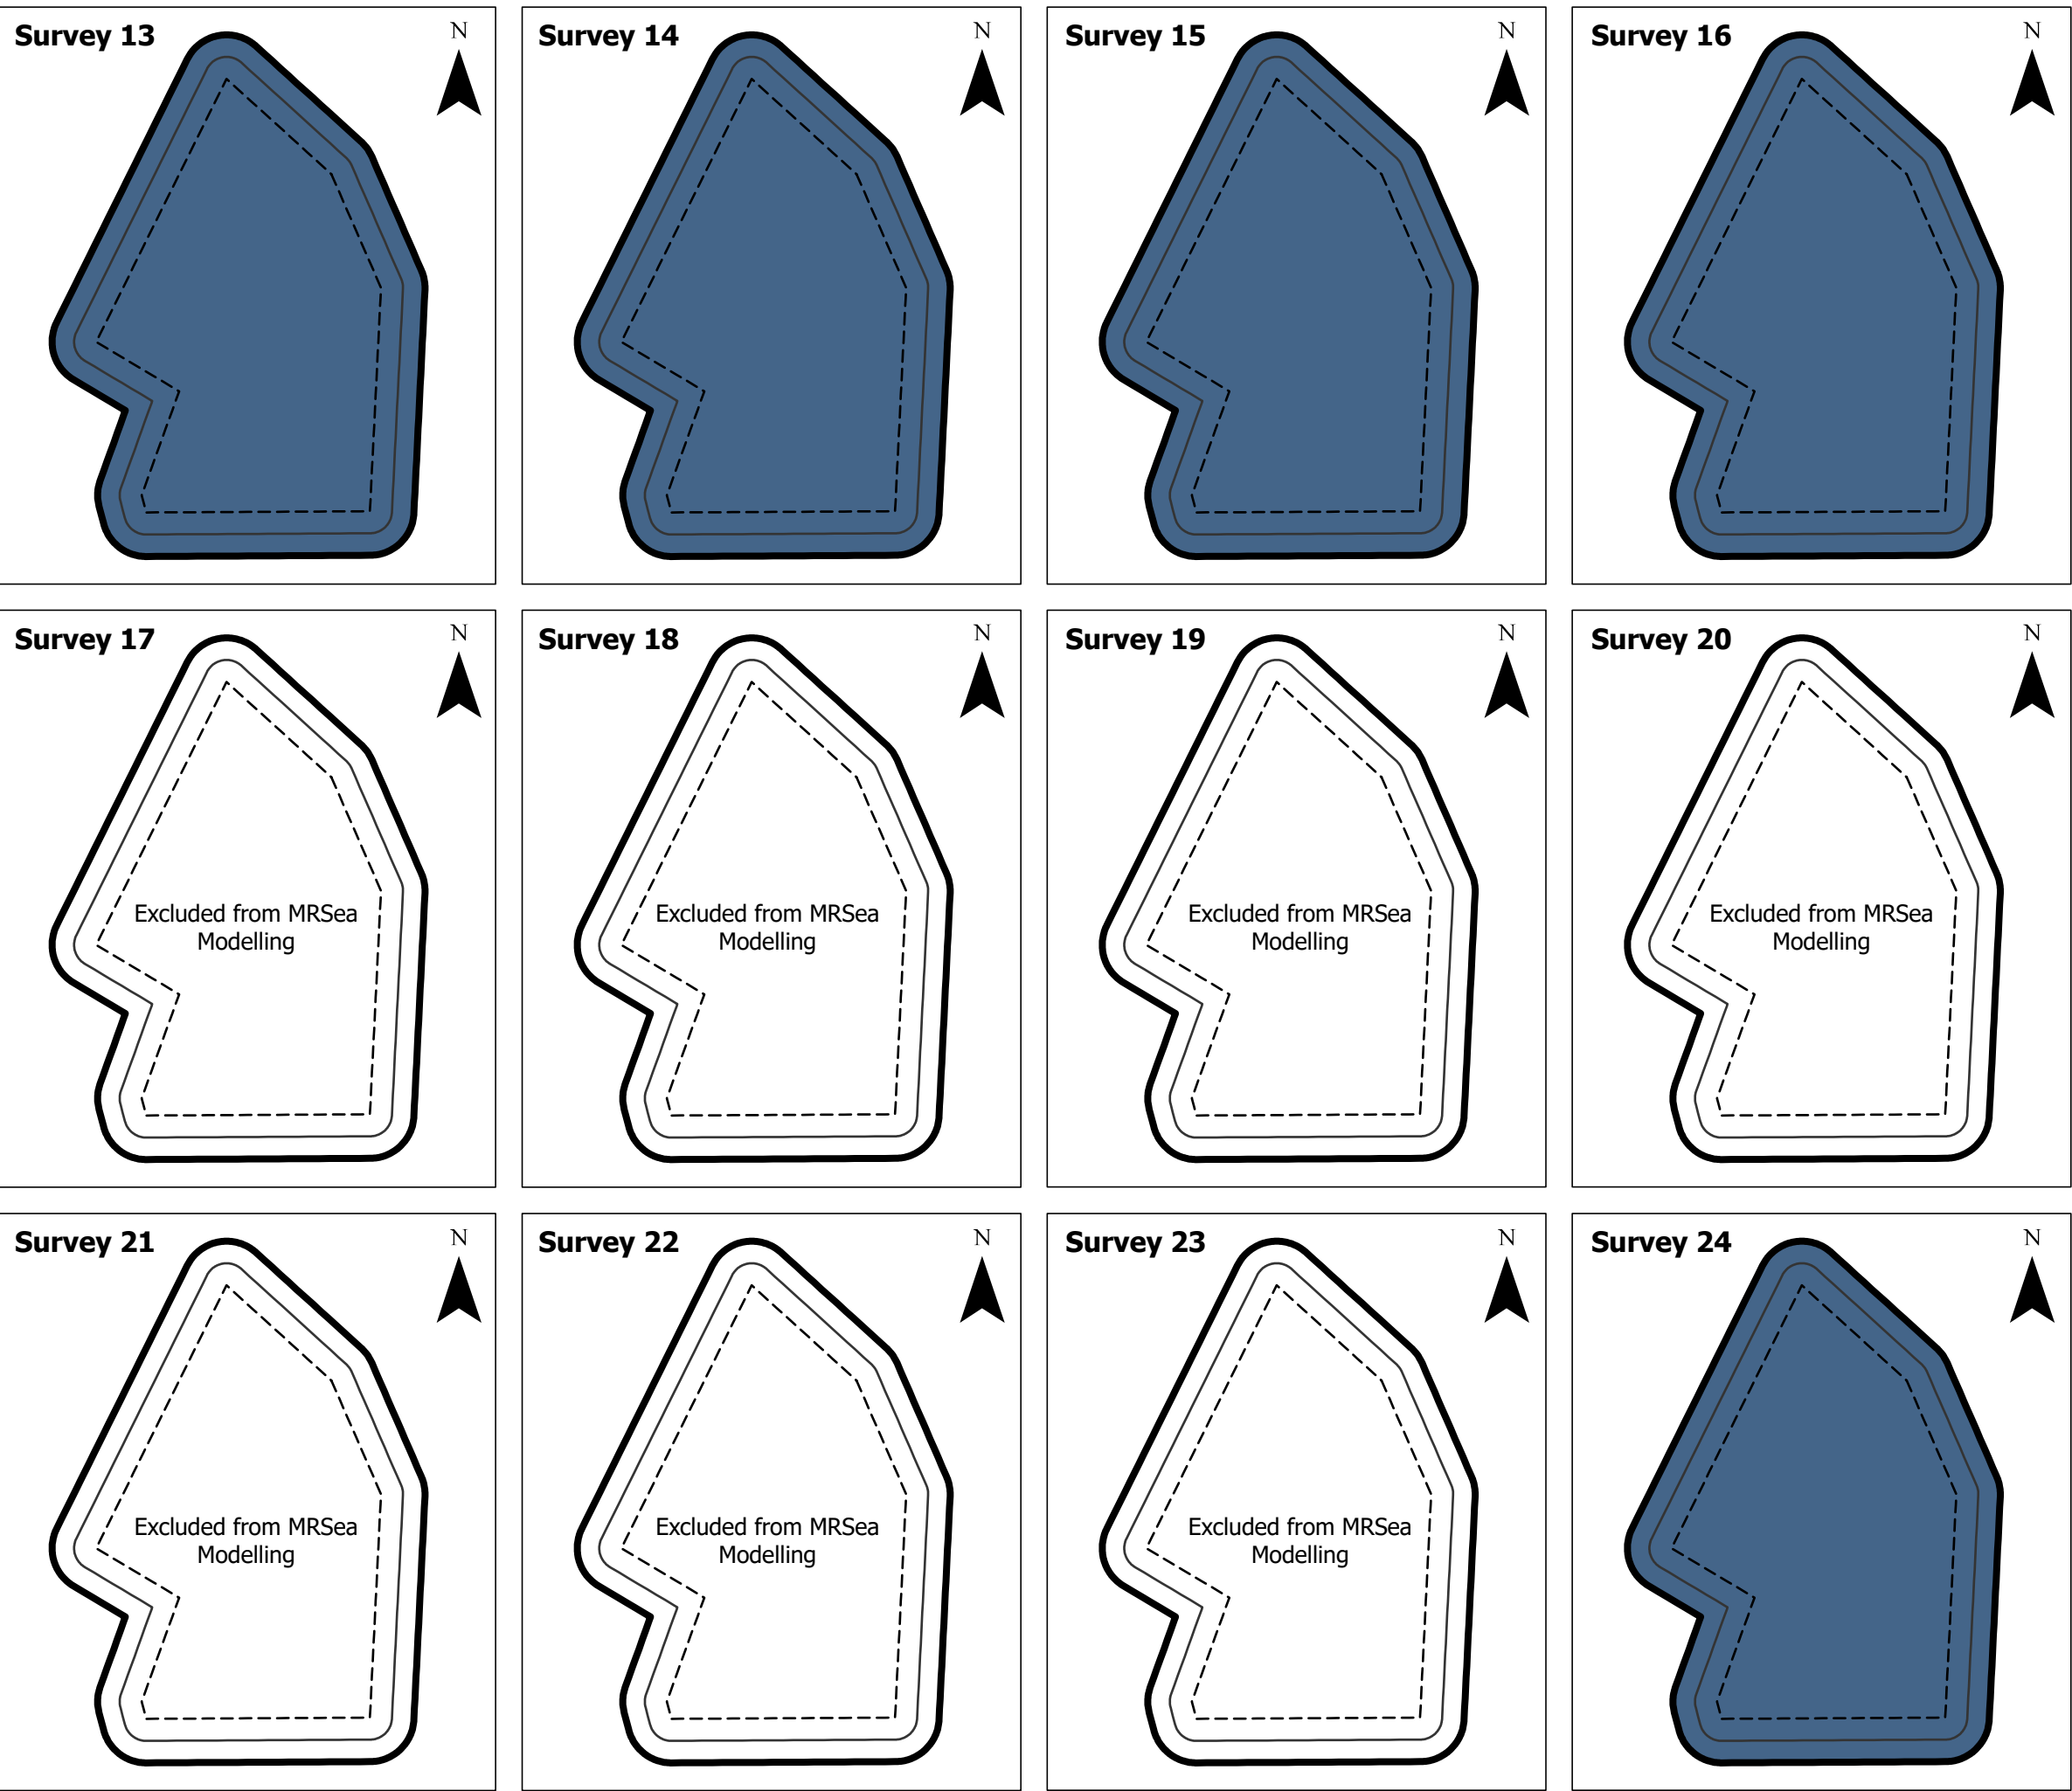 Survey 13
N
Survey 14
N
Survey 15
N
Survey 16
N
Survey 17
N
Excluded from MRSea
Modelling
Survey 18
N
Excluded from MRSea
Modelling
Survey 19
N
Excluded from MRSea
Modelling
Survey 20
N
Excluded from MRSea
Modelling
Survey 21
N
Excluded from MRSea
Modelling
Survey 22
N
Excluded from MRSea
Modelling
Survey 23
N
Excluded from MRSea
Modelling
Survey 24
N